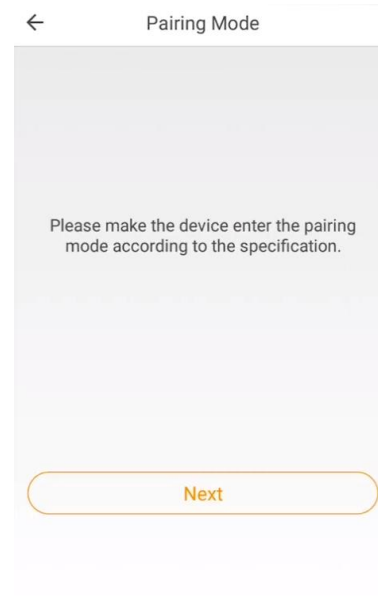 Pairing Mode
Please make the device enter the pairing
mode according to the specification.
Next